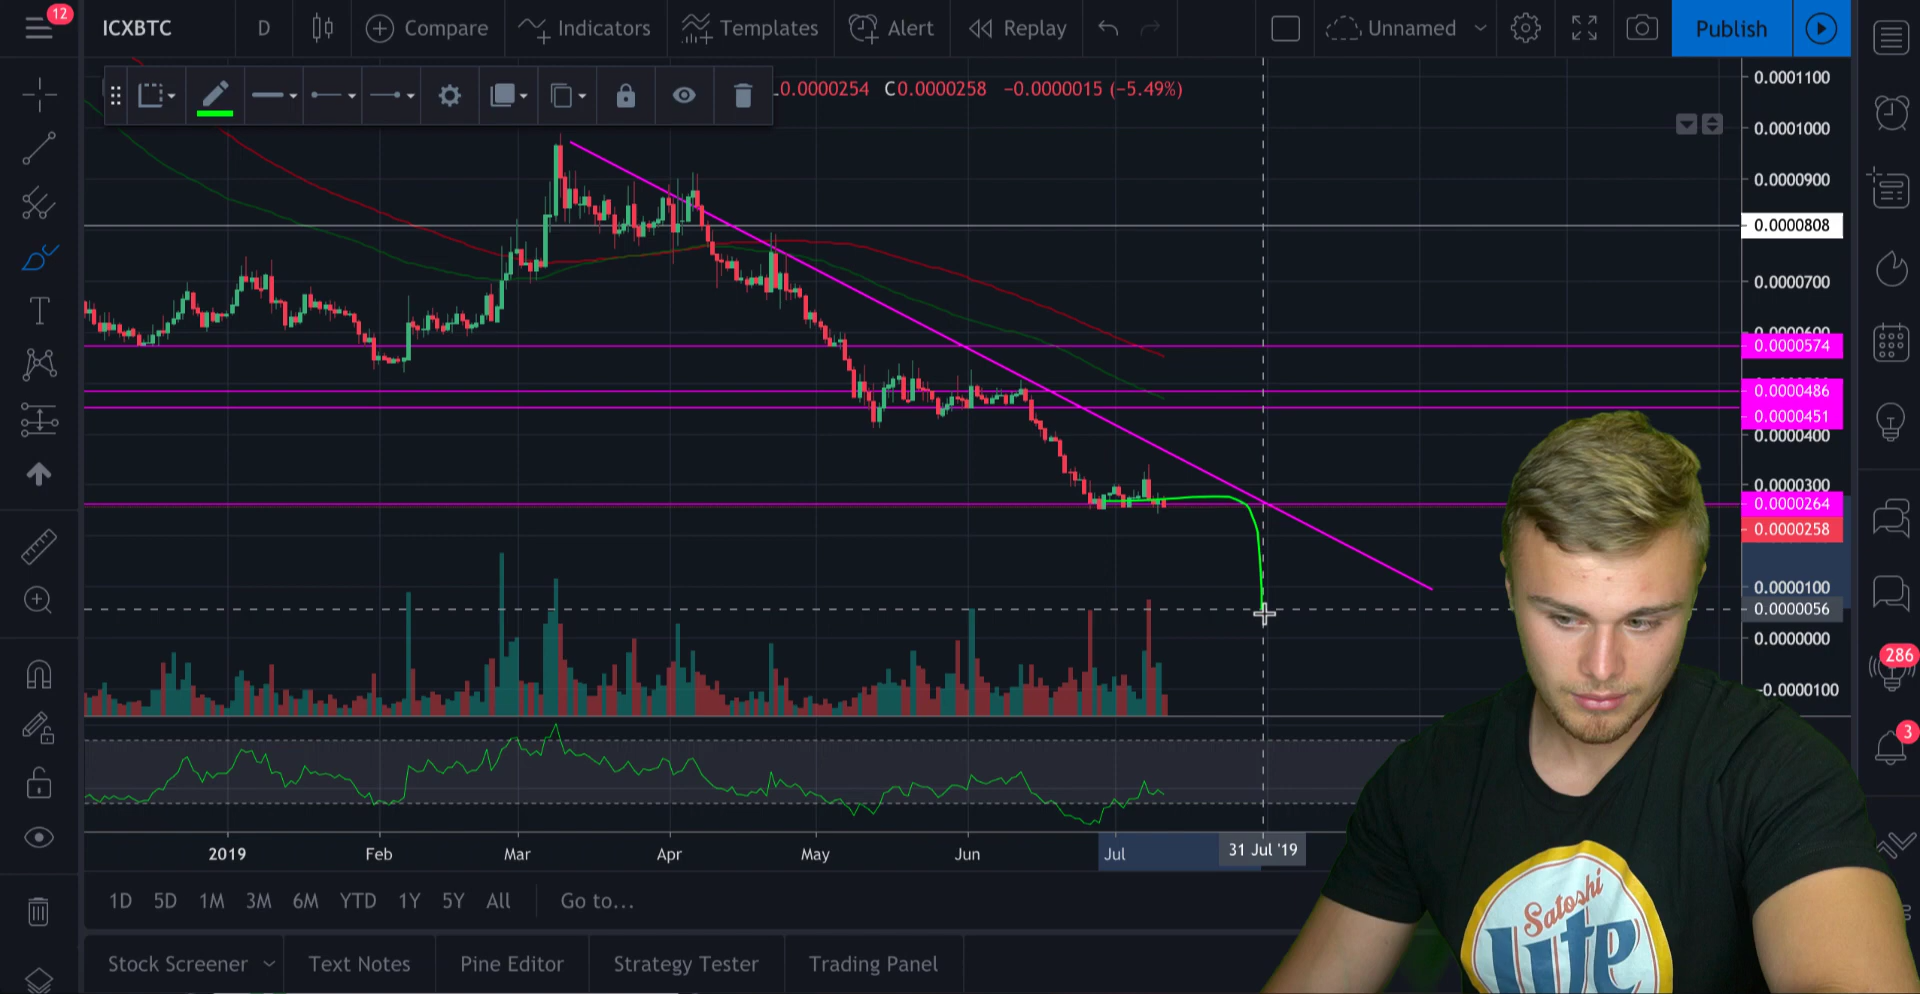 12
ICXBTC D Compare Indicators Templates Alert Replay Unnamed Publish
0.0000254 C0.0000258 −0.0000015 (−5.49%)
0.0001100
0.0001000
0.0000900
0.0000808
0.0000700
0.0000600
0.0000574
0.0000486
0.0000451
0.0000400
0.0000300
0.0000264
0.0000258
0.0000100
0.0000056
0.0000000
-0.0000100
286
3
2019 Feb Mar Apr May Jun Jul 31 Jul '19
1D 5D 1M 3M 6M YTD 1Y 5Y All Go to...
Stock Screener Text Notes Pine Editor Strategy Tester Trading Panel
Satoshi
Lite